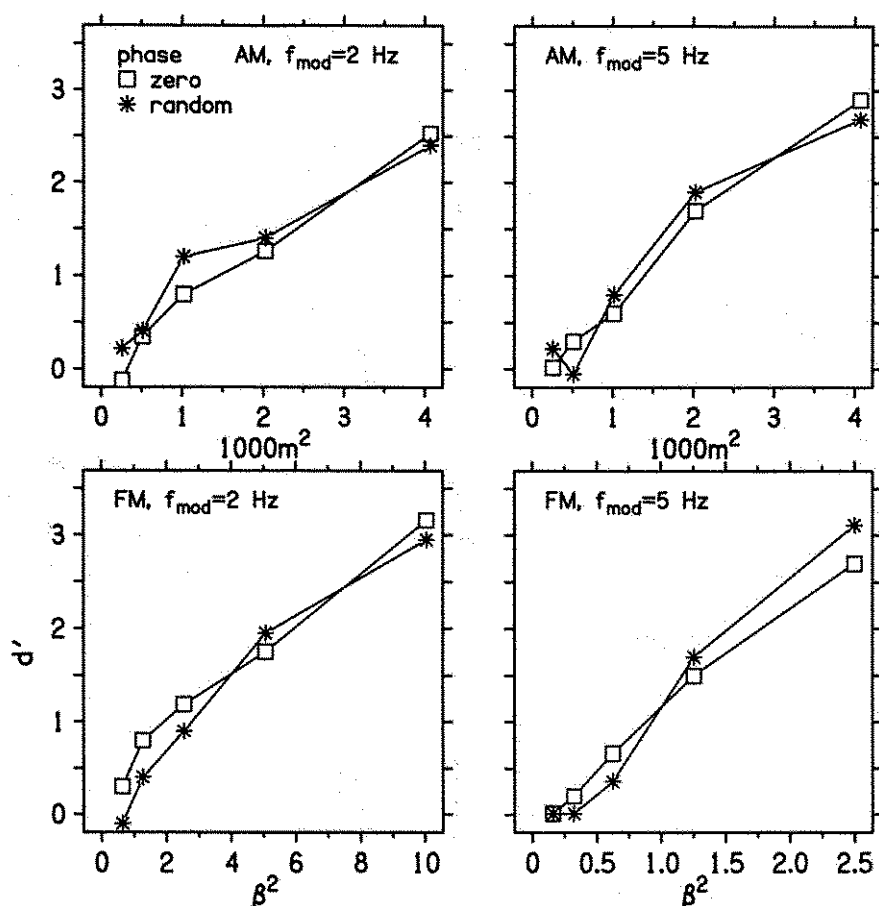 phase AM, f_mod=2 Hz
□ zero
* random
AM, f_mod=5 Hz
3
2
1
0
0 1 2 3 4
1000m²
0 1 2 3 4
1000m²
FM, f_mod=2 Hz
FM, f_mod=5 Hz
3
2
d′
1
0
0 2 4 6 8 10
β²
0 0.5 1.0 1.5 2.0 2.5
β²